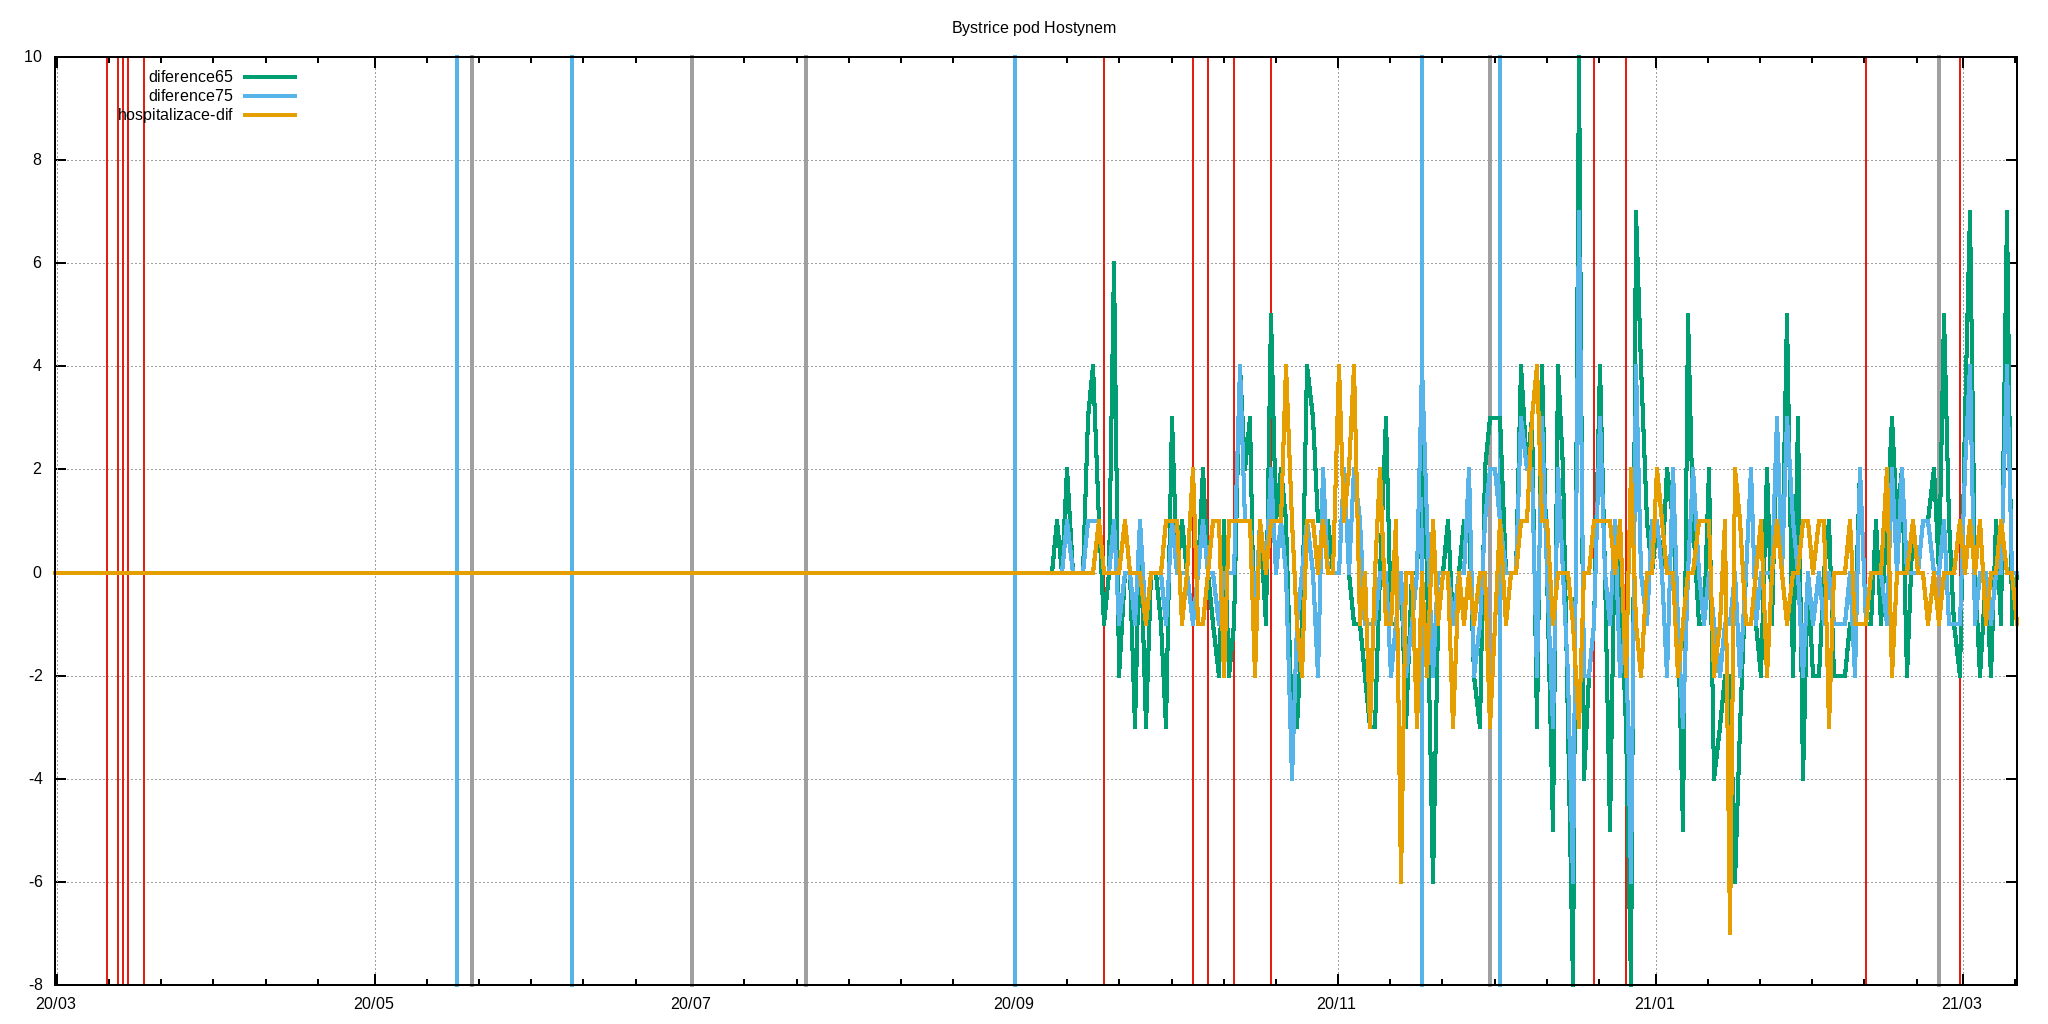 Bystrice pod Hostynem
10
diference65
diference75
hospitalizace-dif
8
6
4
2
0
-2
-4
-6
-8
20/03 20/05 20/07 20/09 20/11 21/01 21/03